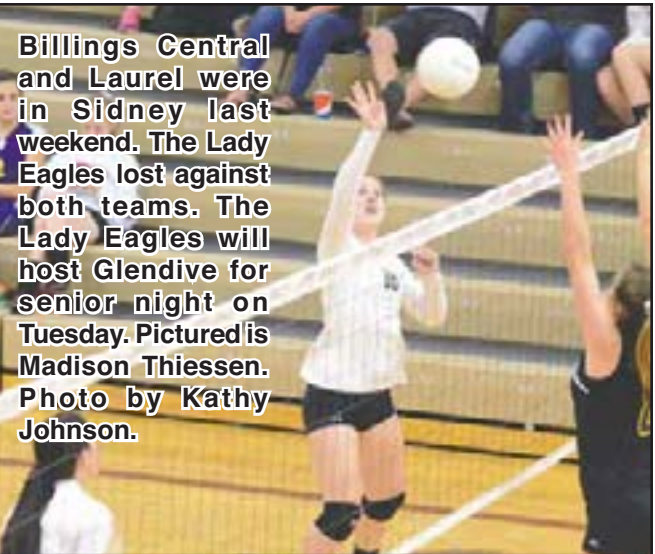 Billings Central
and Laurel were
in Sidney last
weekend. The Lady
Eagles lost against
both teams. The
Lady Eagles will
host Glendive for
senior night on
Tuesday. Pictured is
Madison Thiessen.
Photo by Kathy
Johnson.